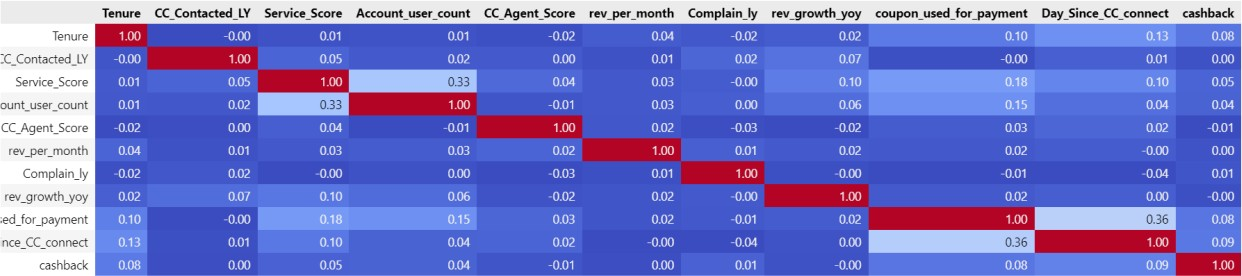 Tenure CC_Contacted_LY Service_Score Account_user_count CC_Agent_Score rev_per_month Complain_ly rev_growth_yoy coupon_used_for_payment Day_Since_CC_connect cashback
Tenure 1.00 -0.00 0.01 0.01 -0.02 0.04 -0.02 0.02 0.10 0.13 0.08
CC_Contacted_LY -0.00 1.00 0.05 0.02 0.00 0.01 0.02 0.07 -0.00 0.01 0.00
Service_Score 0.01 0.05 1.00 0.33 0.04 0.03 -0.00 0.10 0.18 0.10 0.05
ount_user_count 0.01 0.02 0.33 1.00 -0.01 0.03 0.00 0.06 0.15 0.04 0.04
CC_Agent_Score -0.02 0.00 0.04 -0.01 1.00 0.02 -0.03 -0.02 0.03 0.02 -0.01
rev_per_month 0.04 0.01 0.03 0.03 0.02 1.00 0.01 0.02 0.02 -0.00 0.00
Complain_ly -0.02 0.02 -0.00 0.00 -0.03 0.01 1.00 -0.00 -0.01 -0.04 0.01
rev_growth_yoy 0.02 0.07 0.10 0.06 -0.02 0.02 -0.00 1.00 0.02 0.00 -0.00
sed_for_payment 0.10 -0.00 0.18 0.15 0.03 0.02 -0.01 0.02 1.00 0.36 0.08
ince_CC_connect 0.13 0.01 0.10 0.04 0.02 -0.00 -0.04 0.00 0.36 1.00 0.09
cashback 0.08 0.00 0.05 0.04 -0.01 0.00 0.01 -0.00 0.08 0.09 1.00